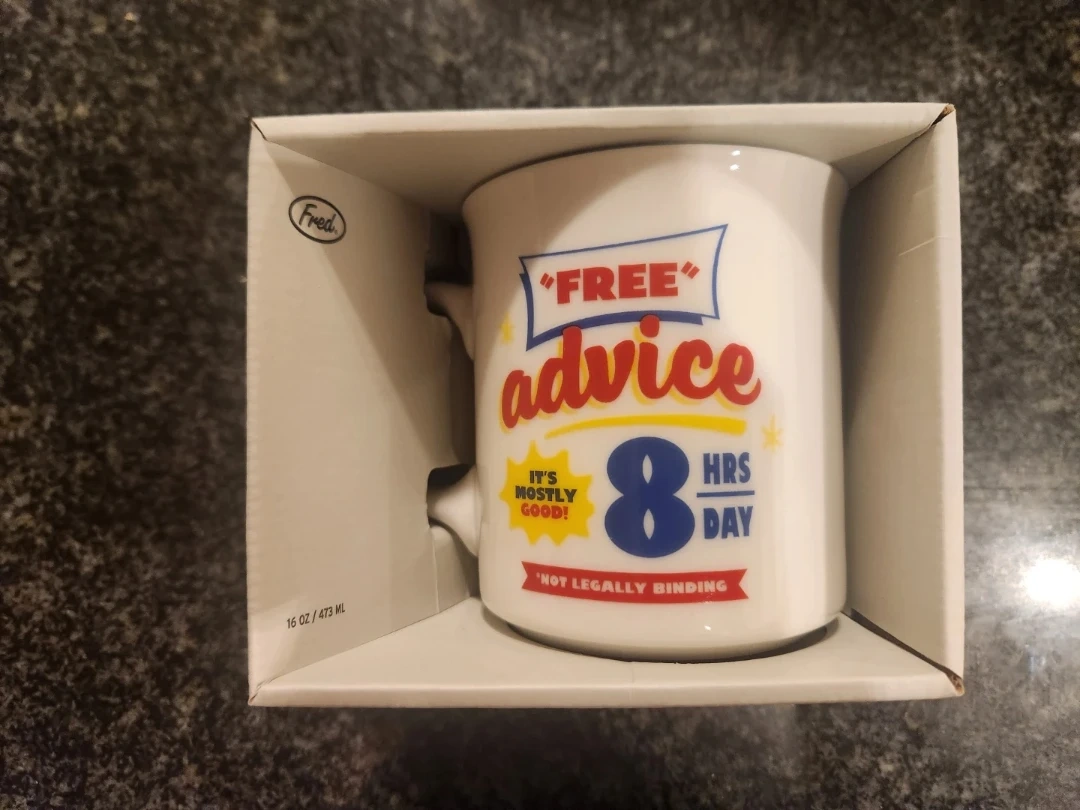 Fred.
"FREE"
advice
IT'S
MOSTLY
GOOD!
8
HRS
DAY
*NOT LEGALLY BINDING
16 OZ / 473 ML